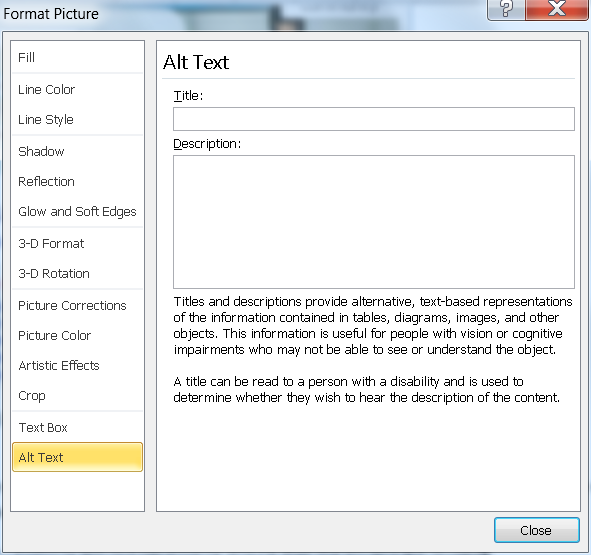 Format Picture
Fill
Line Color
Line Style
Shadow
Reflection
Glow and Soft Edges
3-D Format
3-D Rotation
Picture Corrections
Picture Color
Artistic Effects
Crop
Text Box
Alt Text
Alt Text
Title:
Description:
Titles and descriptions provide alternative, text-based representations
of the information contained in tables, diagrams, images, and other
objects. This information is useful for people with vision or cognitive
impairments who may not be able to see or understand the object.
A title can be read to a person with a disability and is used to
determine whether they wish to hear the description of the content.
Close